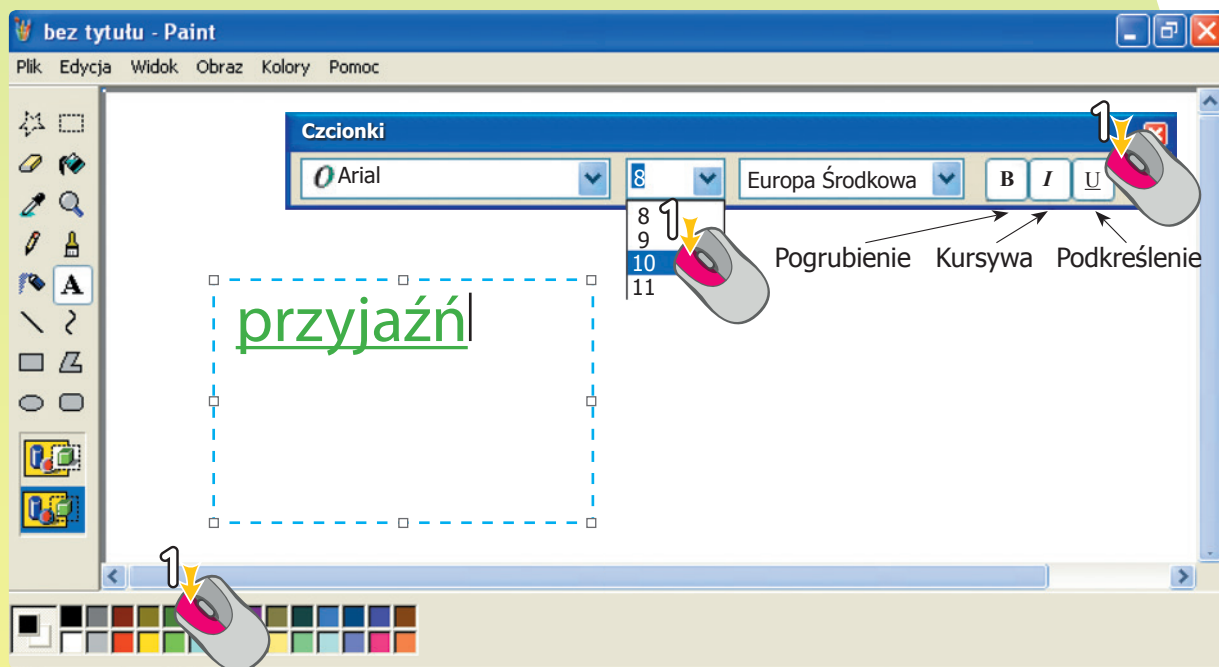 bez tytułu - Paint
Plik Edycja Widok Obraz Kolory Pomoc
Czcionki
O Arial 8 Europa Środkowa B I U
8
9
10
11
1
1
Pogrubienie Kursywa Podkreślenie
A
przyjaźń
1